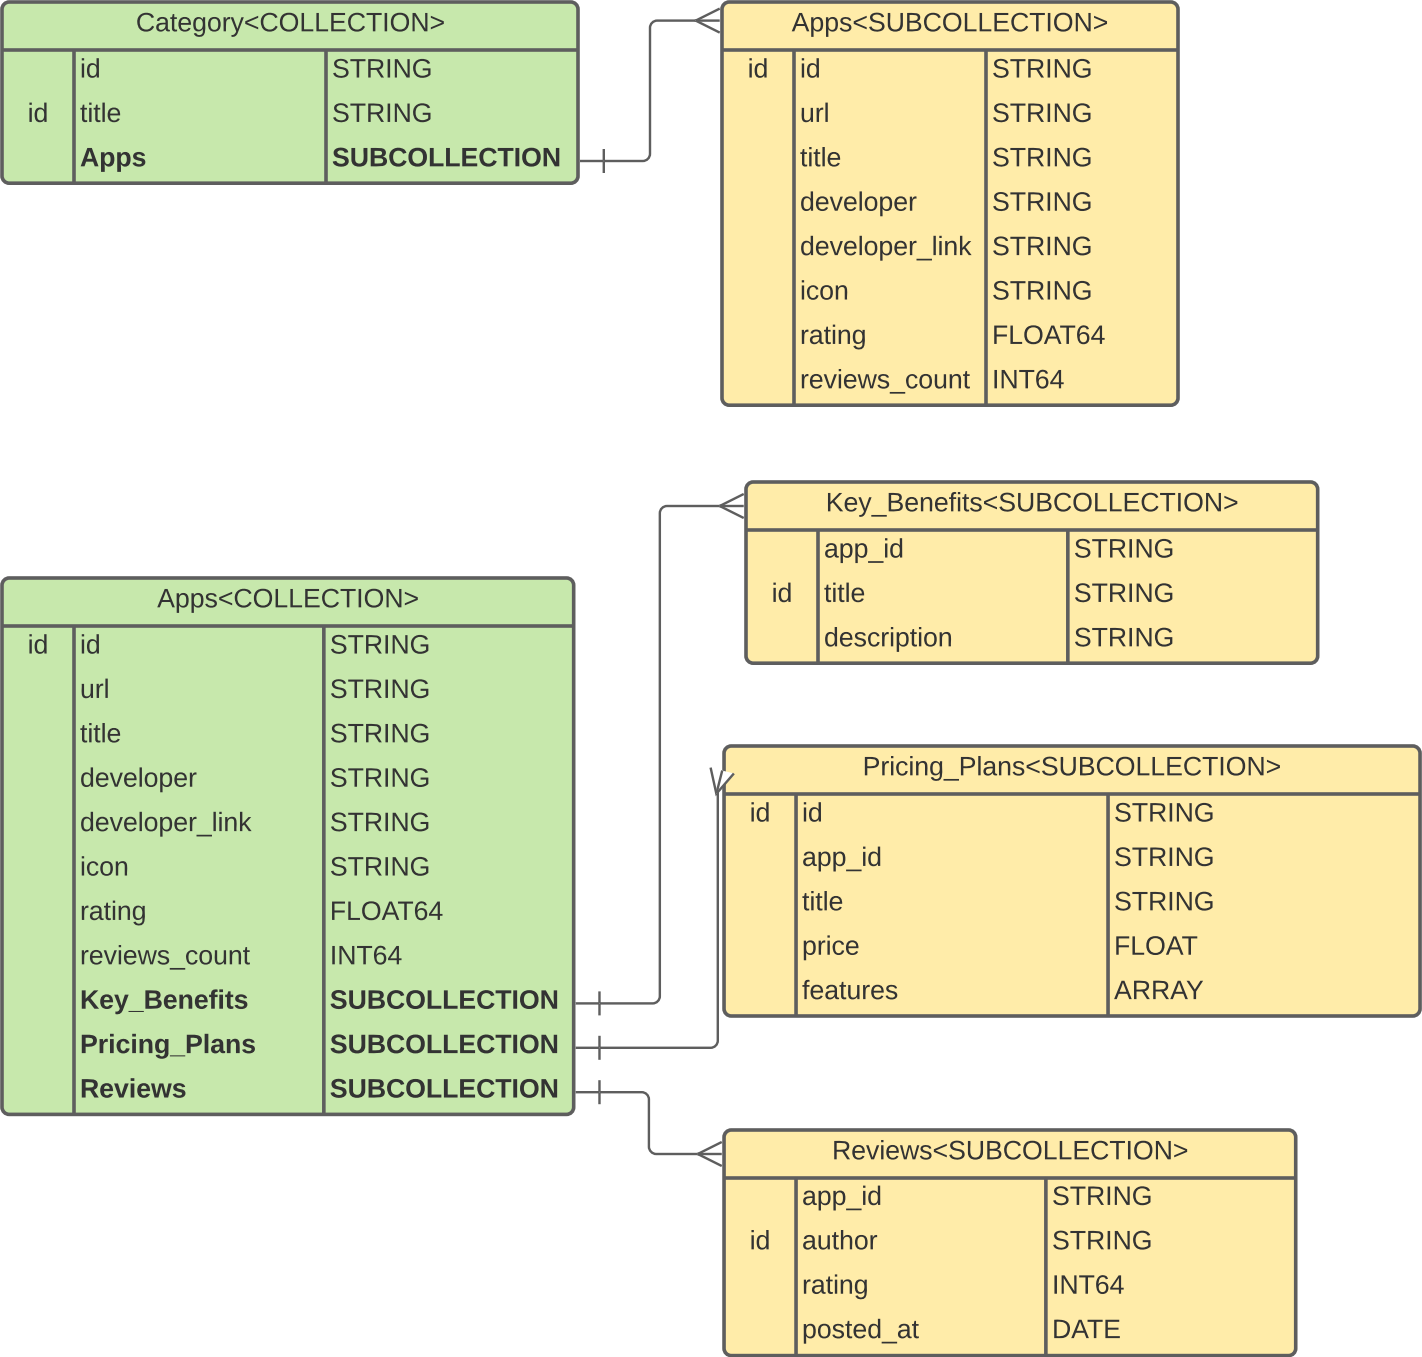 Category<COLLECTION>
id STRING
id title STRING
Apps SUBCOLLECTION
Apps<SUBCOLLECTION>
id id STRING
url STRING
title STRING
developer STRING
developer_link STRING
icon STRING
rating FLOAT64
reviews_count INT64
Key_Benefits<SUBCOLLECTION>
app_id STRING
id title STRING
description STRING
Apps<COLLECTION>
id id STRING
url STRING
title STRING
developer STRING
developer_link STRING
icon STRING
rating FLOAT64
reviews_count INT64
Key_Benefits SUBCOLLECTION
Pricing_Plans SUBCOLLECTION
Reviews SUBCOLLECTION
Pricing_Plans<SUBCOLLECTION>
id id STRING
app_id STRING
title STRING
price FLOAT
features ARRAY
Reviews<SUBCOLLECTION>
app_id STRING
id author STRING
rating INT64
posted_at DATE